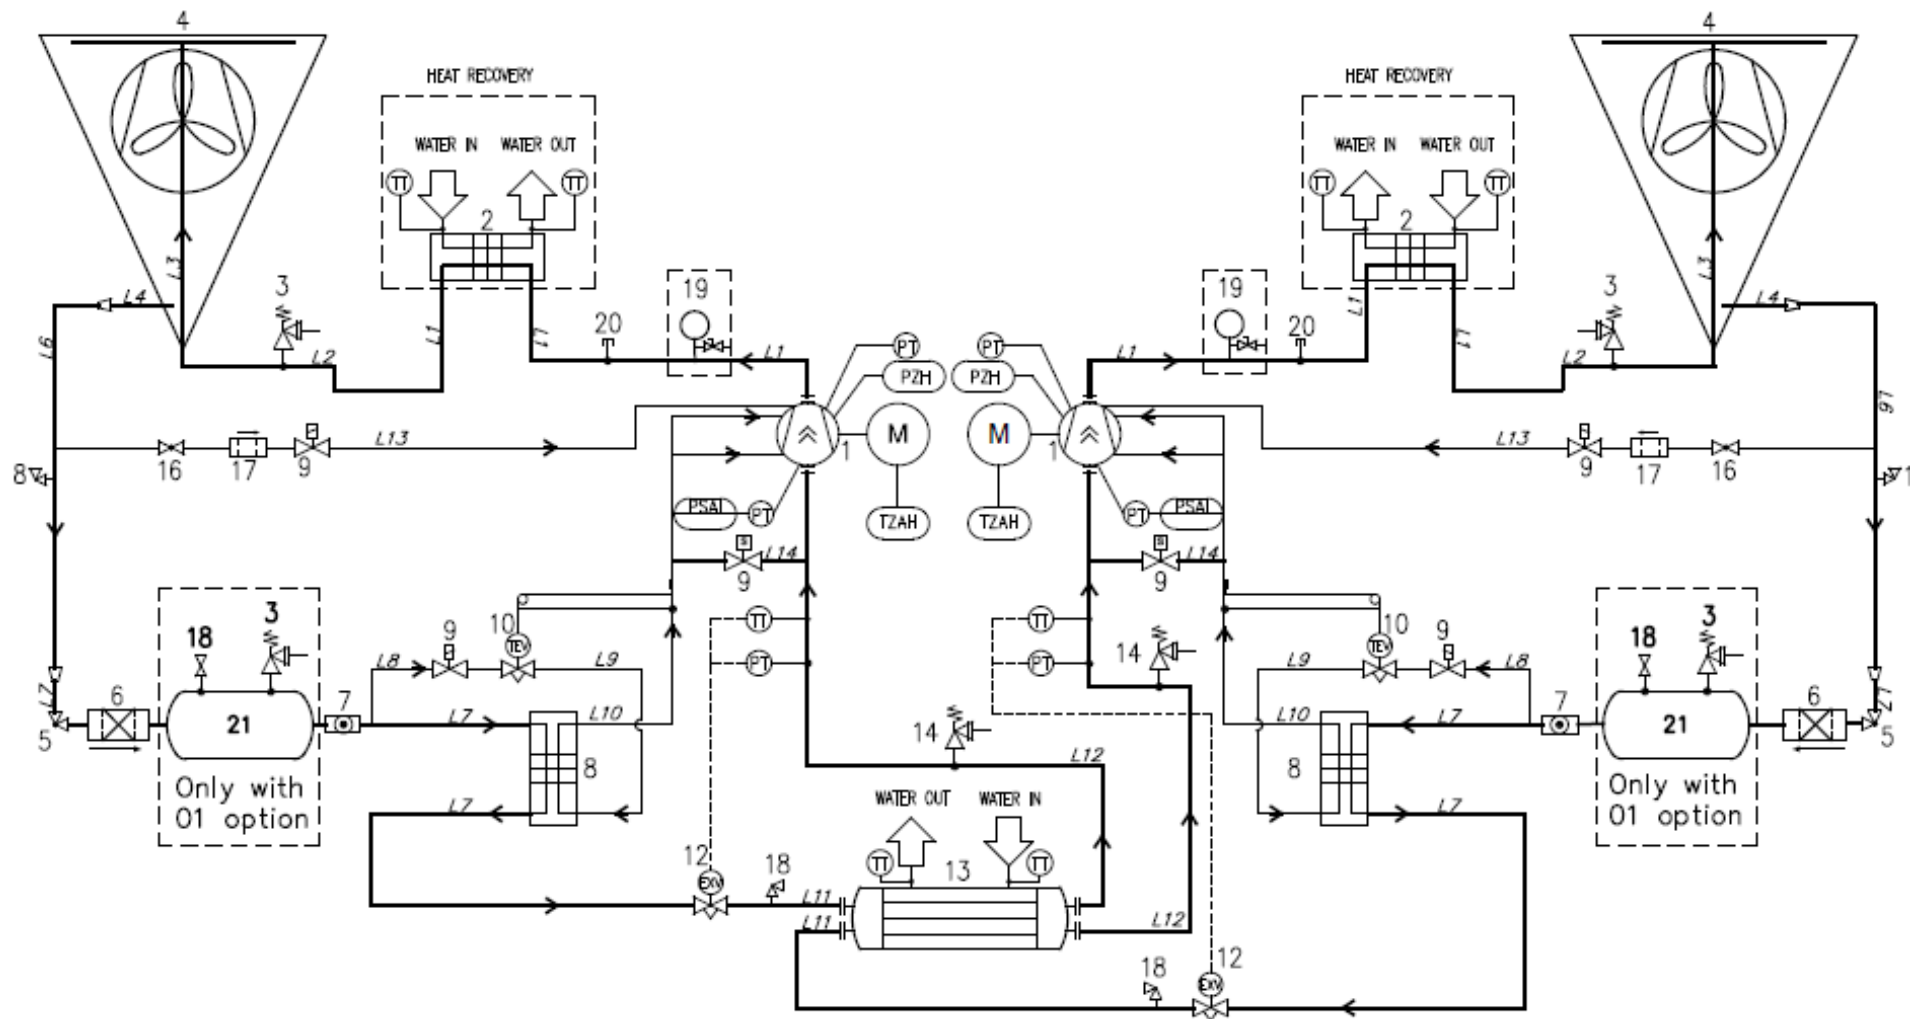 4
4
HEAT RECOVERY
HEAT RECOVERY
WATER IN WATER OUT
WATER IN WATER OUT
TT
TT
TT
TT
2
2
L3
L3
L4
L4
3
19
19
3
L6
L1
L1
20
L1
PT
PT
L1
20
L1
L1
L6
L2
PZH
PZH
L2
M
M
L13
1
1
L13
16
17
9
9
17
16
8
1
PSAL
PT
TZAH
TZAH
PT
PSAL
L14
L14
9
9
18
3
9
10
TEV
TT
TT
10
TEV
9
18
3
14
L8
L9
PT
PT
L9
L8
LZ
6
7
L7
L10
L10
L7
7
6
LZ
5
21
14
21
5
Only with
O1 option
8
L12
8
Only with
O1 option
L7
WATER OUT WATER IN
L7
12
EXV
18
TT
13
TT
L11
L11
L12
18
12
EXV